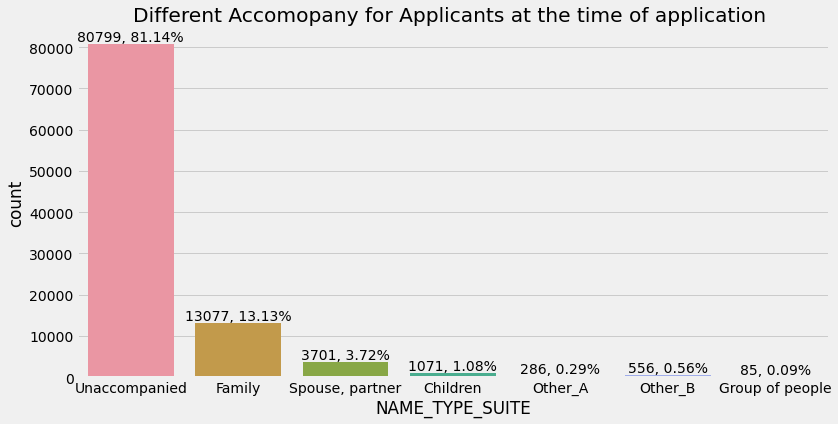 Different Accomopany for Applicants at the time of application
80799, 81.14%
13077, 13.13%
3701, 3.72%
1071, 1.08%
286, 0.29%
556, 0.56%
85, 0.09%
80000
70000
60000
50000
40000
30000
20000
10000
0
count
Unaccompanied
Family
Spouse, partner
Children
Other_A
Other_B
Group of people
NAME_TYPE_SUITE